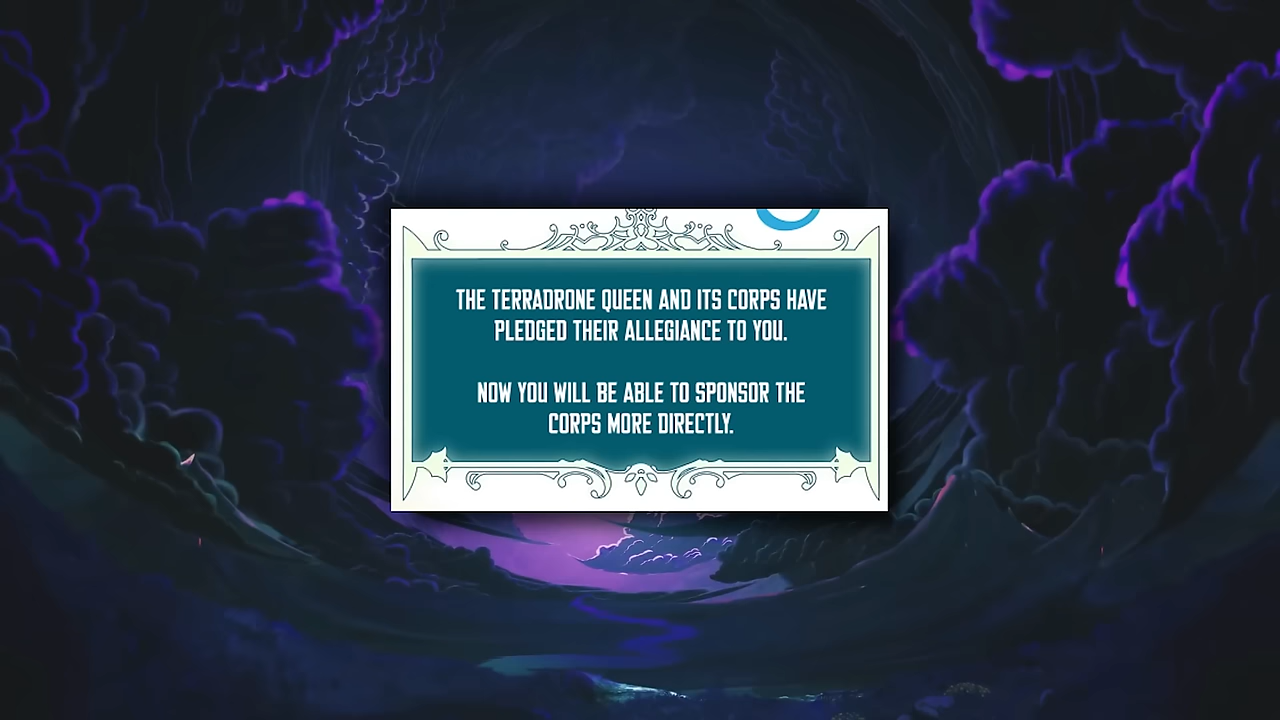 THE TERRADRONE QUEEN AND ITS CORPS HAVE
PLEDGED THEIR ALLEGIANCE TO YOU.
NOW YOU WILL BE ABLE TO SPONSOR THE
CORPS MORE DIRECTLY.